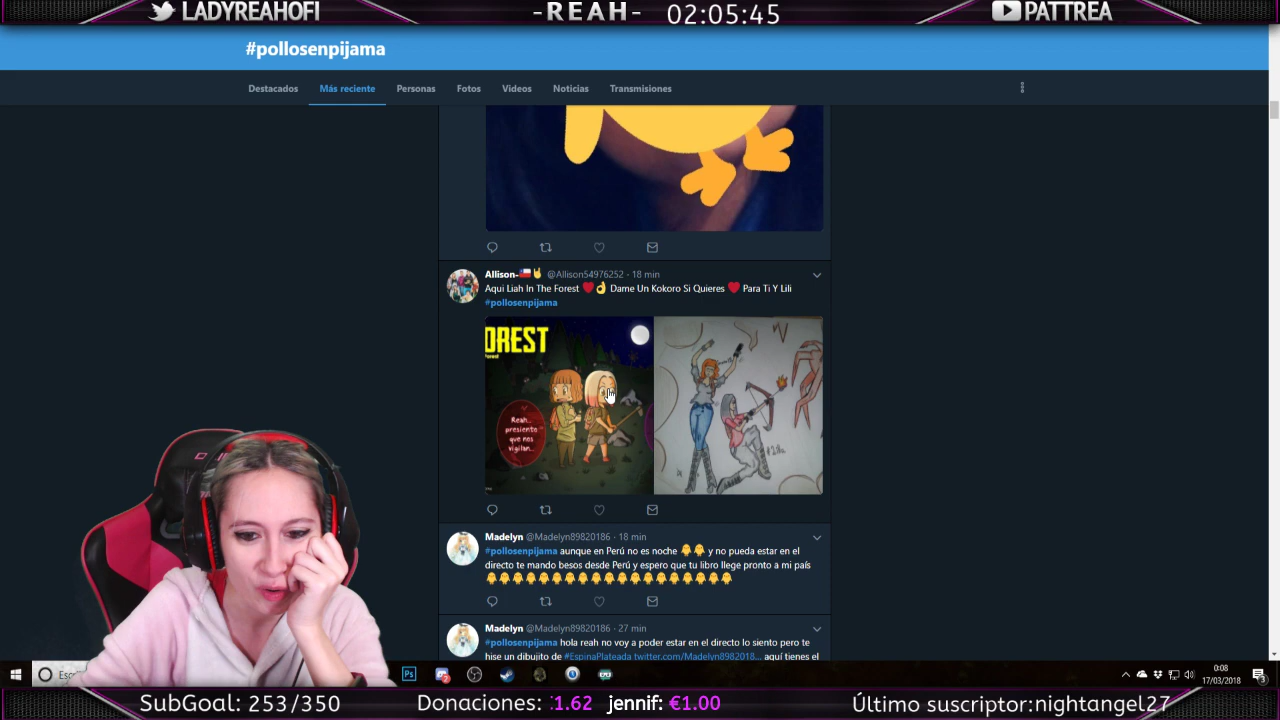 LADYREAHOFI
-REAH-
02:05:45
PATTREA
#pollosenpijama
Destacados
Más reciente
Personas
Fotos
Videos
Noticias
Transmisiones
Allison- @Allison54976252 · 18 min
Aqui Liah In The Forest ❤👌 Dame Un Kokoro Si Quieres ❤ Para Ti Y Lili
#pollosenpijama
OREST
Forest
Reah...
presiento
que nos
vigilan...
Madelyn @Madelyn89820186 · 18 min
#pollosenpijama aunque en Perú no es noche 🐥🐥 y no pueda estar en el
directo te mando besos desde Perú y espero que tu libro llege pronto a mi país
Madelyn @Madelyn89820186 · 27 min
#pollosenpijama hola reah no voy a poder estar en el directo lo siento pero te
hise un dibujito de #EspinaPlateada twitter.com/Madelyn8982018... aquí tienes el
Ps
0:08
17/03/2018
SubGoal: 253/350
Donaciones: :1.62 jennif: €1.00
Último suscriptor:nightangel27